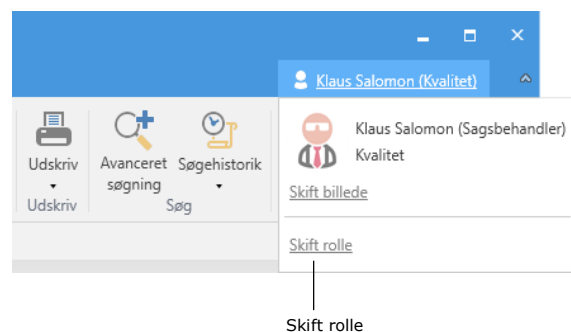 Klaus Salomon (Kvalitet)
Klaus Salomon (Sagsbehandler)
Kvalitet
Skift billede
Skift rolle
Udskriv
Avanceret
søgning
Søgehistorik
Udskriv
Søg
Skift rolle